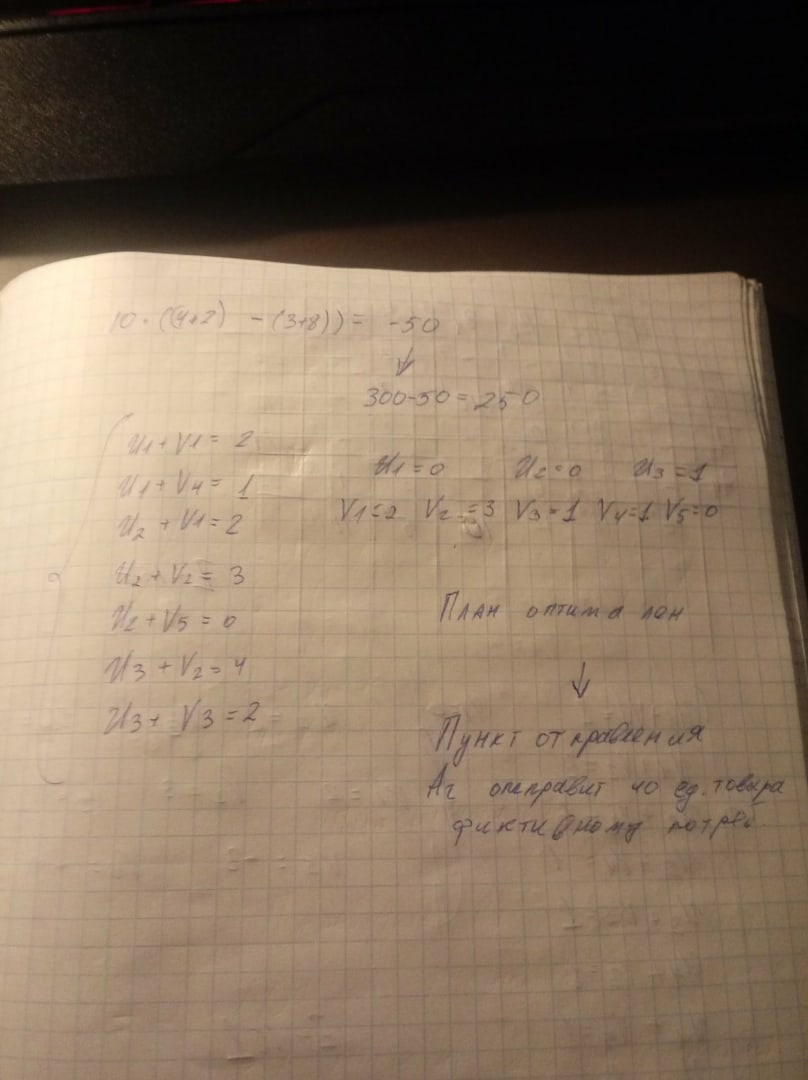 10 · ((4+2) - (3+8)) = -50
↓
300-50=250
U1+V1=2
U1+V4=1
U2+V1=2
U2+V2=3
U2+V5=0
U3+V2=4
U3+V3=2
U1=0 U2=0 U3=1
V1=2 V2=3 V3=1 V4=1 V5=0
План оптимален
↓
Пункт отправления
A2 отправит 40 ед. товара
фиктивному потреб.